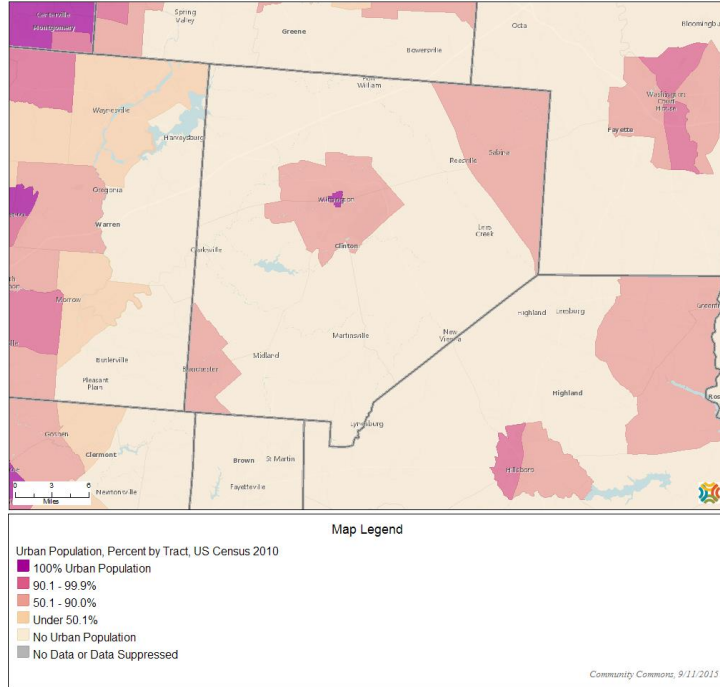 Centerville
Montgomery
Spring
Valley
Greene
Bowersville
Octa
Bloomingbu
Port
William
Waynesville
Harveysburg
Washington
Court
House
Fayette
Reesville
Sabina
Oregonia
Wilmington
Warren
Clarksville
Clinton
Lees
Creek
Morrow
Butlerville
Pleasant
Plain
Blanchester
Midland
Martinsville
New
Vienna
Highland
Leesburg
Greenf
Highland
Ros
Lynchburg
Goshen
Clermont
Newtonsville
Brown
St Martin
Fayetteville
Hillsboro
0 3 6
Miles
Map Legend
Urban Population, Percent by Tract, US Census 2010
100% Urban Population
90.1 - 99.9%
50.1 - 90.0%
Under 50.1%
No Urban Population
No Data or Data Suppressed
Community Commons, 9/11/2015